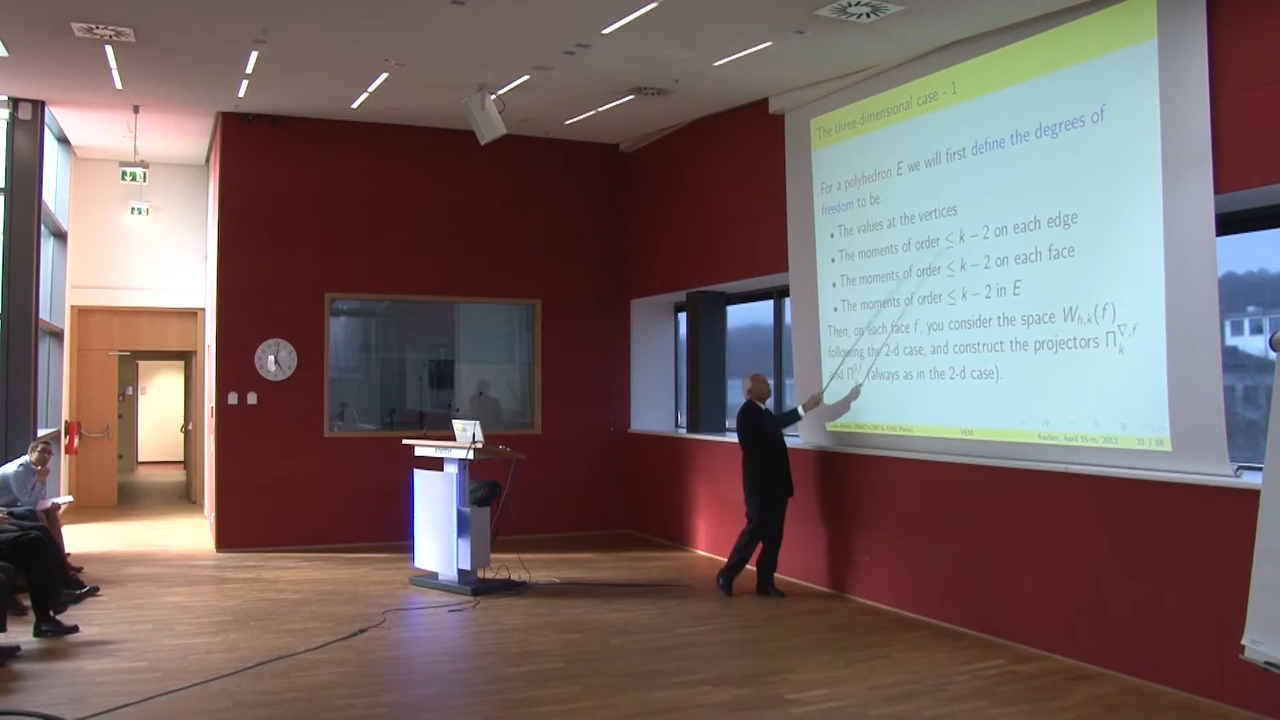 The three-dimensional case - 1
For a polyhedron E we will first define the degrees of
freedom to be:
• The values at the vertices
• The moments of order ≤ k − 2 on each edge
• The moments of order ≤ k − 2 on each face
• The moments of order ≤ k − 2 in E
Then, on each face f, you consider the space W_{h,k}(f)
following the 2-d case, and construct the projectors Π_k^{∇,f}
and (always as in the 2-d case).
VEM
Aachen, April 15-th, 2013
31 / 86